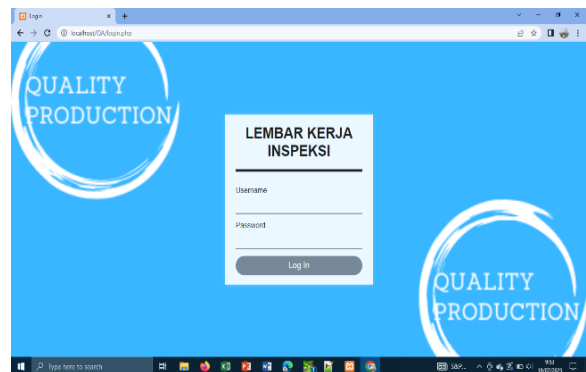 login
localhost/QA/login.php
QUALITY
PRODUCTION
LEMBAR KERJA
INSPEKSI
Username
Password
Log In
QUALITY
PRODUCTION
Type here to search